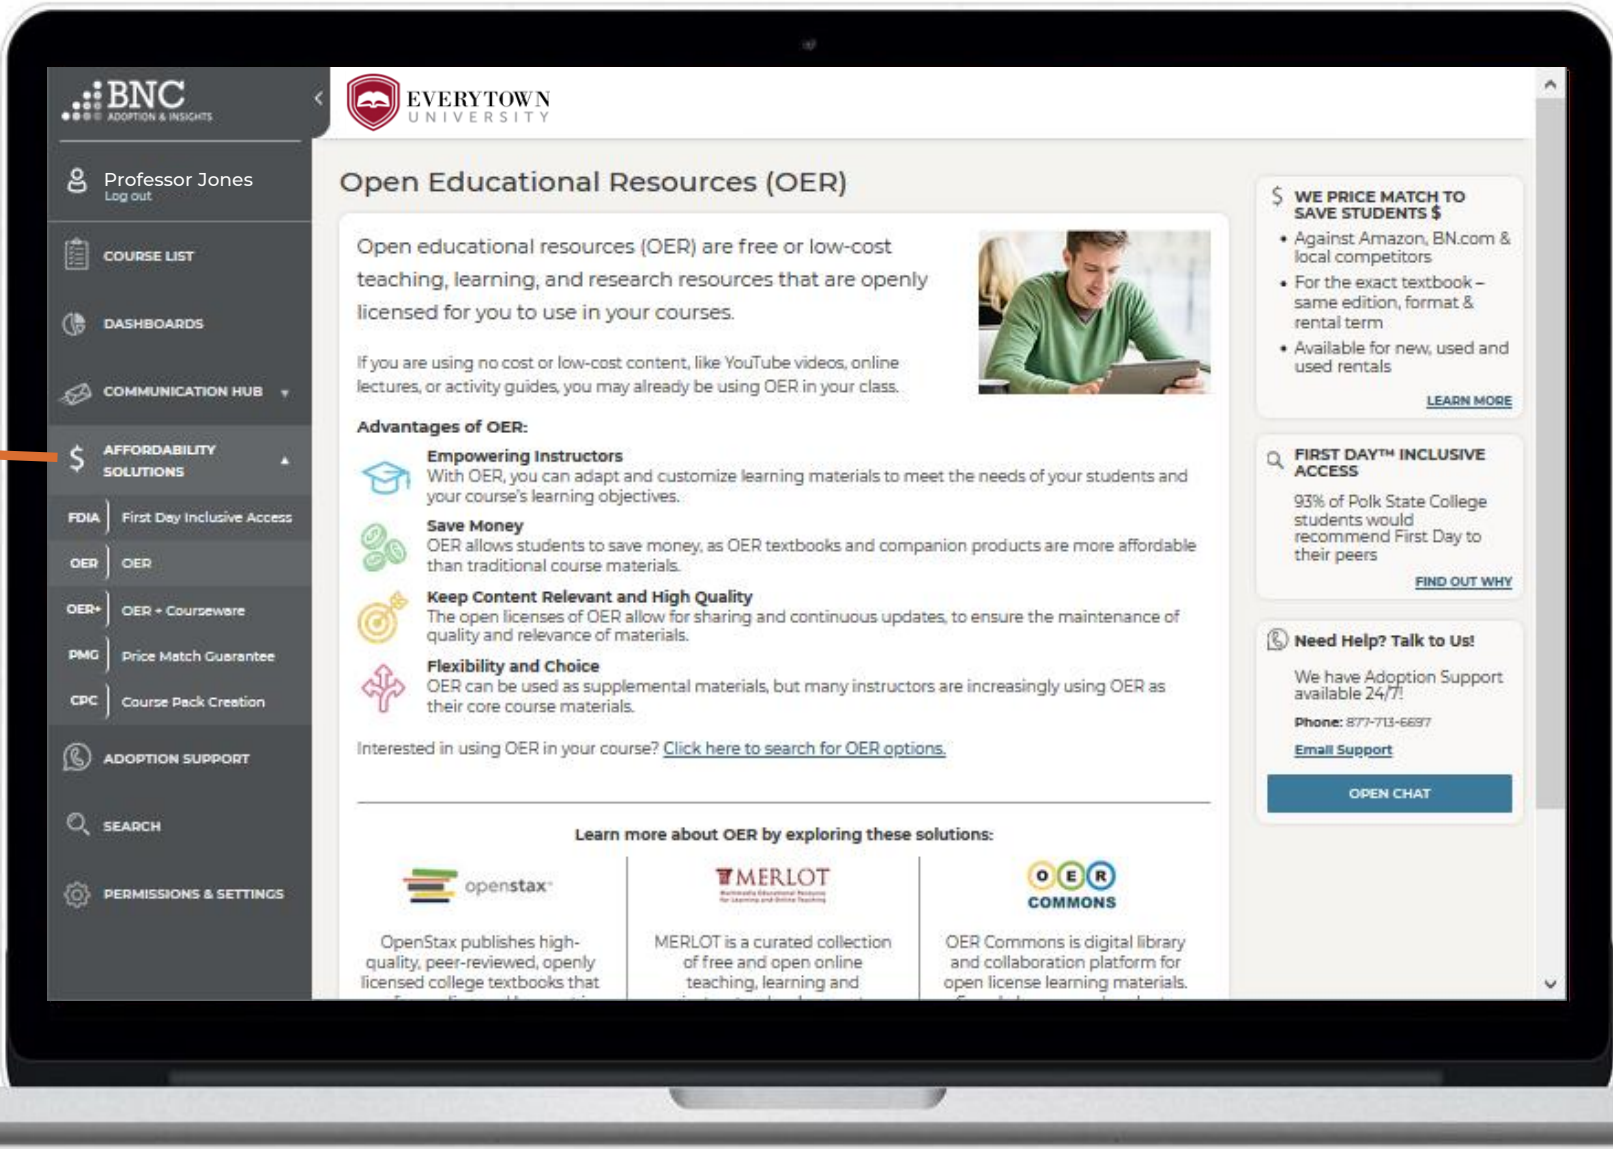 BNC
ADOPTION & INSIGHTS
Professor Jones
Log out
COURSE LIST
DASHBOARDS
COMMUNICATION HUB
AFFORDABILITY
SOLUTIONS
FDIA
First Day Inclusive Access
OER
OER
OER+
OER + Courseware
PMG
Price Match Guarantee
CPC
Course Pack Creation
ADOPTION SUPPORT
SEARCH
PERMISSIONS & SETTINGS
EVERYTOWN
UNIVERSITY
Open Educational Resources (OER)
Open educational resources (OER) are free or low-cost
teaching, learning, and research resources that are openly
licensed for you to use in your courses.
If you are using no cost or low-cost content, like YouTube videos, online
lectures, or activity guides, you may already be using OER in your class.
Advantages of OER:
Empowering Instructors
With OER, you can adapt and customize learning materials to meet the needs of your students and
your course's learning objectives.
Save Money
OER allows students to save money, as OER textbooks and companion products are more affordable
than traditional course materials.
Keep Content Relevant and High Quality
The open licenses of OER allow for sharing and continuous updates, to ensure the maintenance of
quality and relevance of materials.
Flexibility and Choice
OER can be used as supplemental materials, but many instructors are increasingly using OER as
their core course materials.
Interested in using OER in your course? Click here to search for OER options.
Learn more about OER by exploring these solutions:
openstax™
OpenStax publishes high-
quality, peer-reviewed, openly
licensed college textbooks that
MERLOT
Multimedia Educational Resource
for Learning and Online Teaching
MERLOT is a curated collection
of free and open online
teaching, learning and
OER
COMMONS
OER Commons is digital library
and collaboration platform for
open license learning materials.
$ WE PRICE MATCH TO
SAVE STUDENTS $
• Against Amazon, BN.com &
local competitors
• For the exact textbook –
same edition, format &
rental term
• Available for new, used and
used rentals
LEARN MORE
FIRST DAY™ INCLUSIVE
ACCESS
93% of Polk State College
students would
recommend First Day to
their peers
FIND OUT WHY
Need Help? Talk to Us!
We have Adoption Support
available 24/7!
Phone: 877-713-6697
Email Support
OPEN CHAT